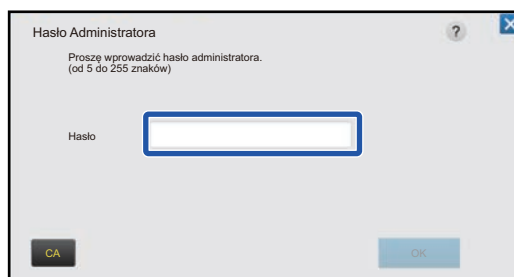 Hasło Administratora
?
Proszę wprowadzić hasło administratora.
(od 5 do 255 znaków)
Hasło
CA
OK